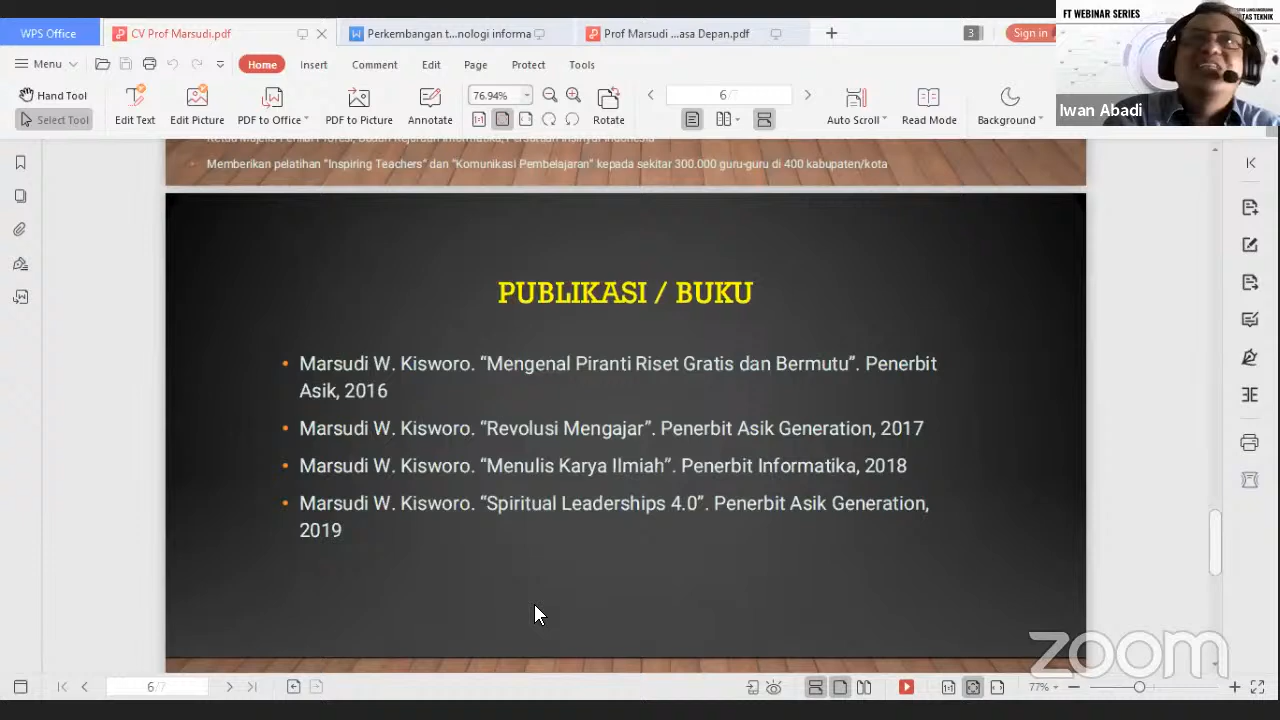 FT WEBINAR SERIES
WPS Office
CV Prof Marsudi.pdf
Perkembangan t...nologi informa
Prof Marsudi ...asa Depan.pdf
3
Sign in
TAS TEKNIK
Iwan Abadi
Menu
Home
Insert
Comment
Edit
Page
Protect
Tools
Hand Tool
Select Tool
Edit Text
Edit Picture
PDF to Office
PDF to Picture
Annotate
76.94%
Rotate
6/7
Auto Scroll
Read Mode
Background
Memberikan pelatihan "Inspiring Teachers" dan "Komunikasi Pembelajaran" kepada sekitar 300.000 guru-guru di 400 kabupaten/kota
PUBLIKASI / BUKU
• Marsudi W. Kisworo. “Mengenal Piranti Riset Gratis dan Bermutu”. Penerbit
Asik, 2016
• Marsudi W. Kisworo. “Revolusi Mengajar”. Penerbit Asik Generation, 2017
• Marsudi W. Kisworo. “Menulis Karya Ilmiah”. Penerbit Informatika, 2018
• Marsudi W. Kisworo. “Spiritual Leaderships 4.0”. Penerbit Asik Generation,
2019
zoom
6/7
77%